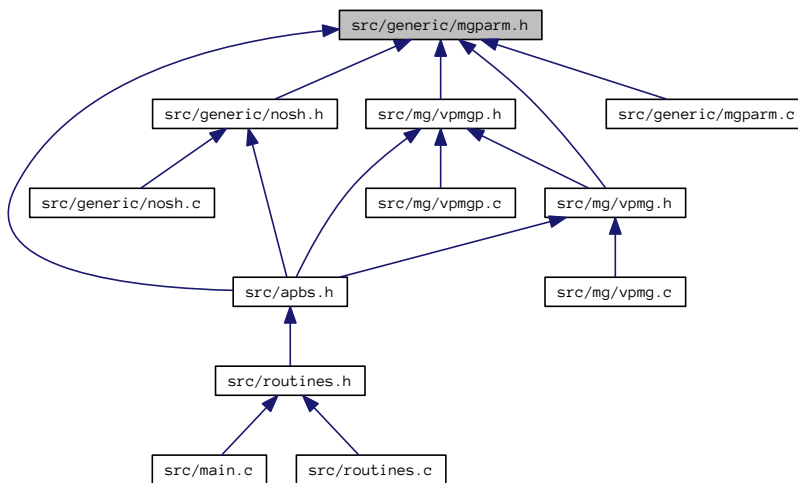 src/generic/mgparm.h
src/generic/nosh.h
src/mg/vpmgp.h
src/generic/mgparm.c
src/generic/nosh.c
src/mg/vpmgp.c
src/mg/vpmg.h
src/apbs.h
src/mg/vpmg.c
src/routines.h
src/main.c
src/routines.c